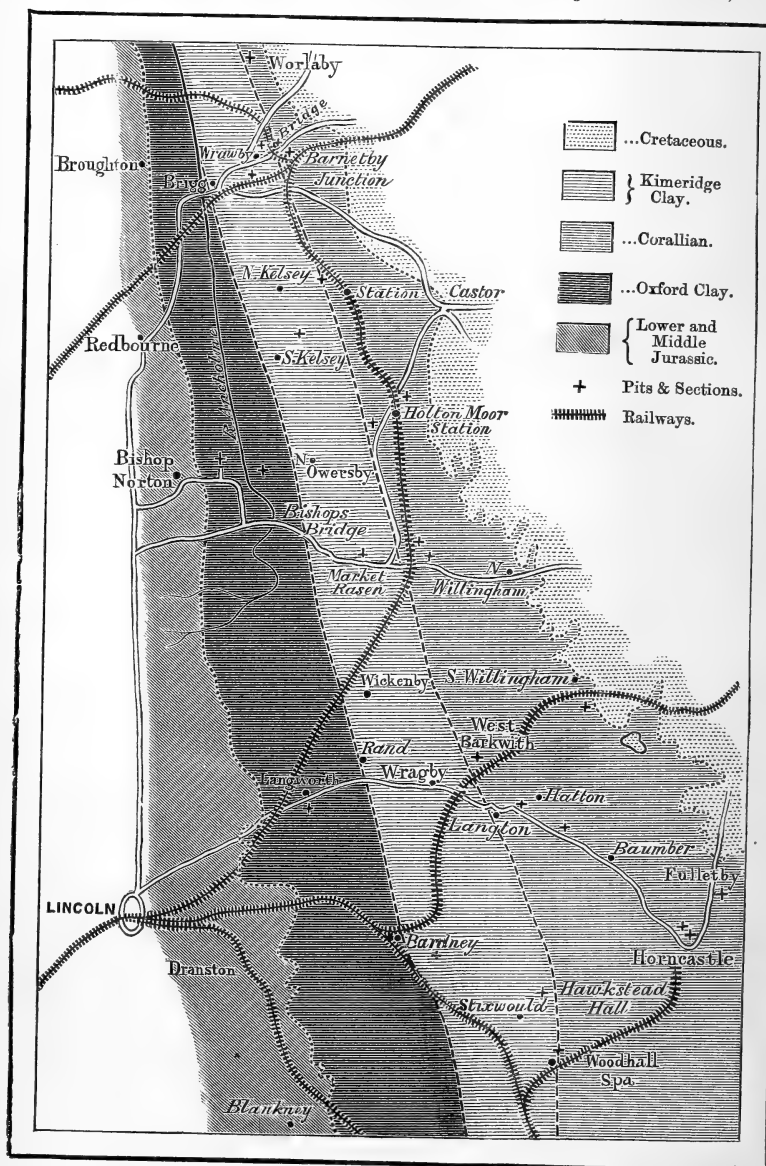 Worlaby
Bridge
Wrawby
Broughton
Barnetby
Junction
Brigg
N. Kelsey
Station
Castor
Redbourne
S. Kelsey
Holton Moor
Station
Bishop
Norton
N.
Owersby
Bishops
Bridge
Market
Rasen
N.
Willingham
Wickenby
S. Willingham
West
Barkwith
Rand
Wragby
Langworth
Hatton
Langton
Baumber
Fulletby
LINCOLN
Bardney
Horncastle
Dranston
Hawkstead
Hall
Stixwould
Woodhall
Spa
Blankney
...Cretaceous.
Kimeridge
Clay.
...Corallian.
...Oxford Clay.
Lower and
Middle
Jurassic.
Pits & Sections.
Railways.